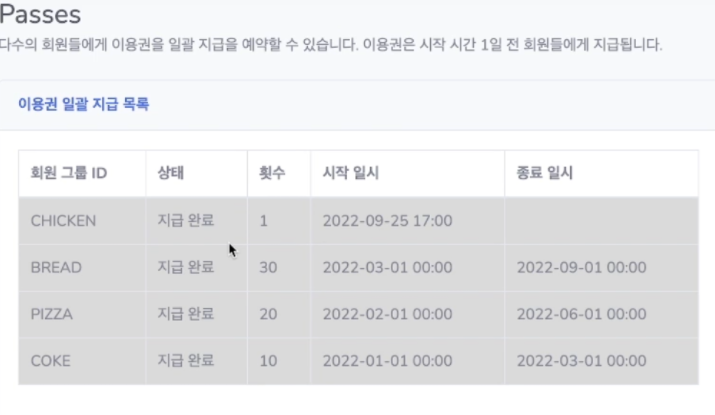 Passes
다수의 회원들에게 이용권을 일괄 지급을 예약할 수 있습니다. 이용권은 시작 시간 1일 전 회원들에게 지급됩니다.
이용권 일괄 지급 목록
회원 그룹 ID 상태 횟수 시작 일시 종료 일시
CHICKEN 지급 완료 1 2022-09-25 17:00
BREAD 지급 완료 30 2022-03-01 00:00 2022-09-01 00:00
PIZZA 지급 완료 20 2022-02-01 00:00 2022-06-01 00:00
COKE 지급 완료 10 2022-01-01 00:00 2022-03-01 00:00